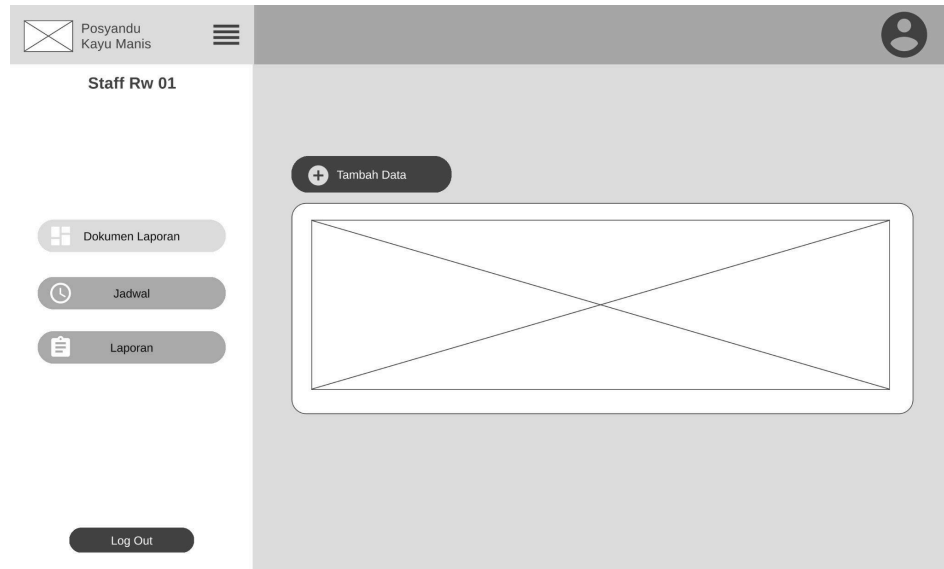 Posyandu
Kayu Manis
Staff Rw 01
Tambah Data
Dokumen Laporan
Jadwal
Laporan
Log Out